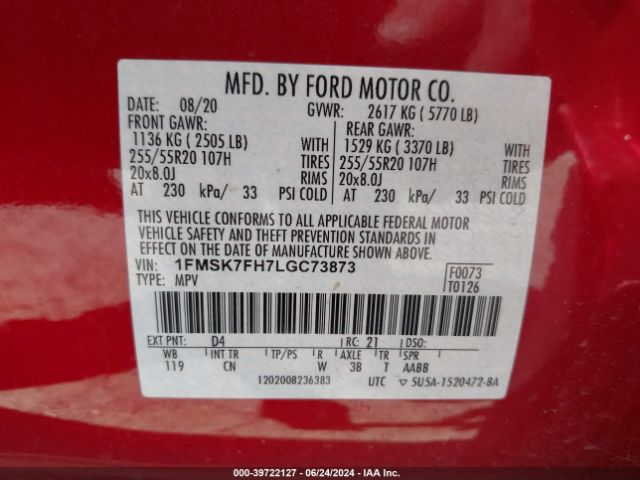 MFD. BY FORD MOTOR CO.
DATE: 08/20 GVWR: 2617 KG ( 5770 LB)
FRONT GAWR: REAR GAWR:
1136 KG ( 2505 LB) WITH 1529 KG ( 3370 LB) WITH
255/55R20 107H TIRES 255/55R20 107H TIRES
20x8.0J RIMS 20x8.0J RIMS
AT 230 kPa/ 33 PSI COLD AT 230 kPa/ 33 PSI COLD
THIS VEHICLE CONFORMS TO ALL APPLICABLE FEDERAL MOTOR
VEHICLE SAFETY AND THEFT PREVENTION STANDARDS IN
EFFECT ON THE DATE OF MANUFACTURE SHOWN ABOVE.
VIN: 1FMSK7FH7LGC73873 F0073
TYPE: MPV T0126
EXT PNT: D4 RC: 21 DSO:
WB INT TR TP/PS R AXLE TR SPR
119 CN W 3B T AABB
1202008236383 UTC ▽ 5U5A-1520472-BA
000-39722127 - 06/24/2024 - IAA Inc.